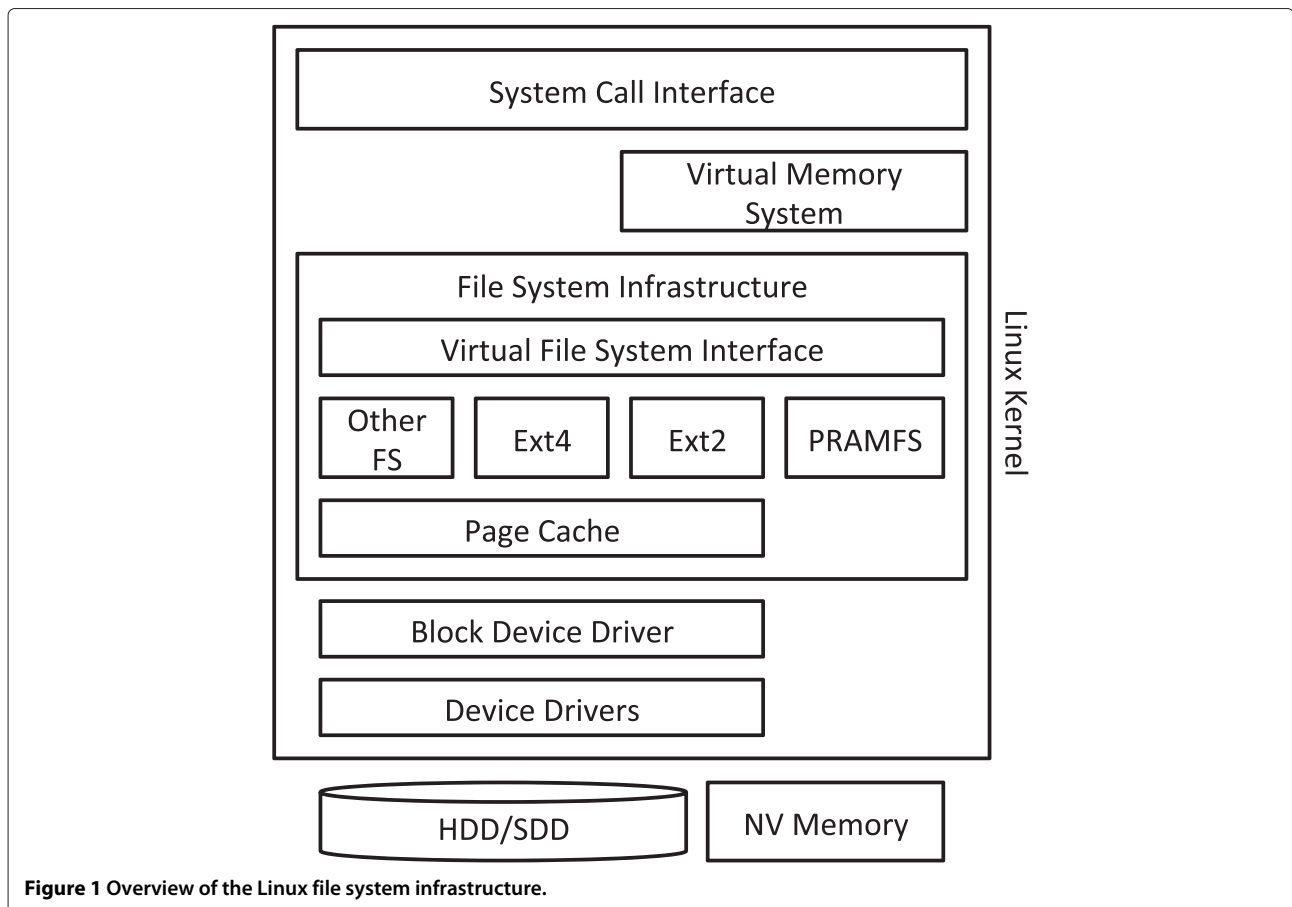 System Call Interface
Virtual Memory
System
File System Infrastructure
Virtual File System Interface
Other
FS
Ext4
Ext2
PRAMFS
Page Cache
Block Device Driver
Device Drivers
Linux Kernel
HDD/SDD
NV Memory
Figure 1 Overview of the Linux file system infrastructure.